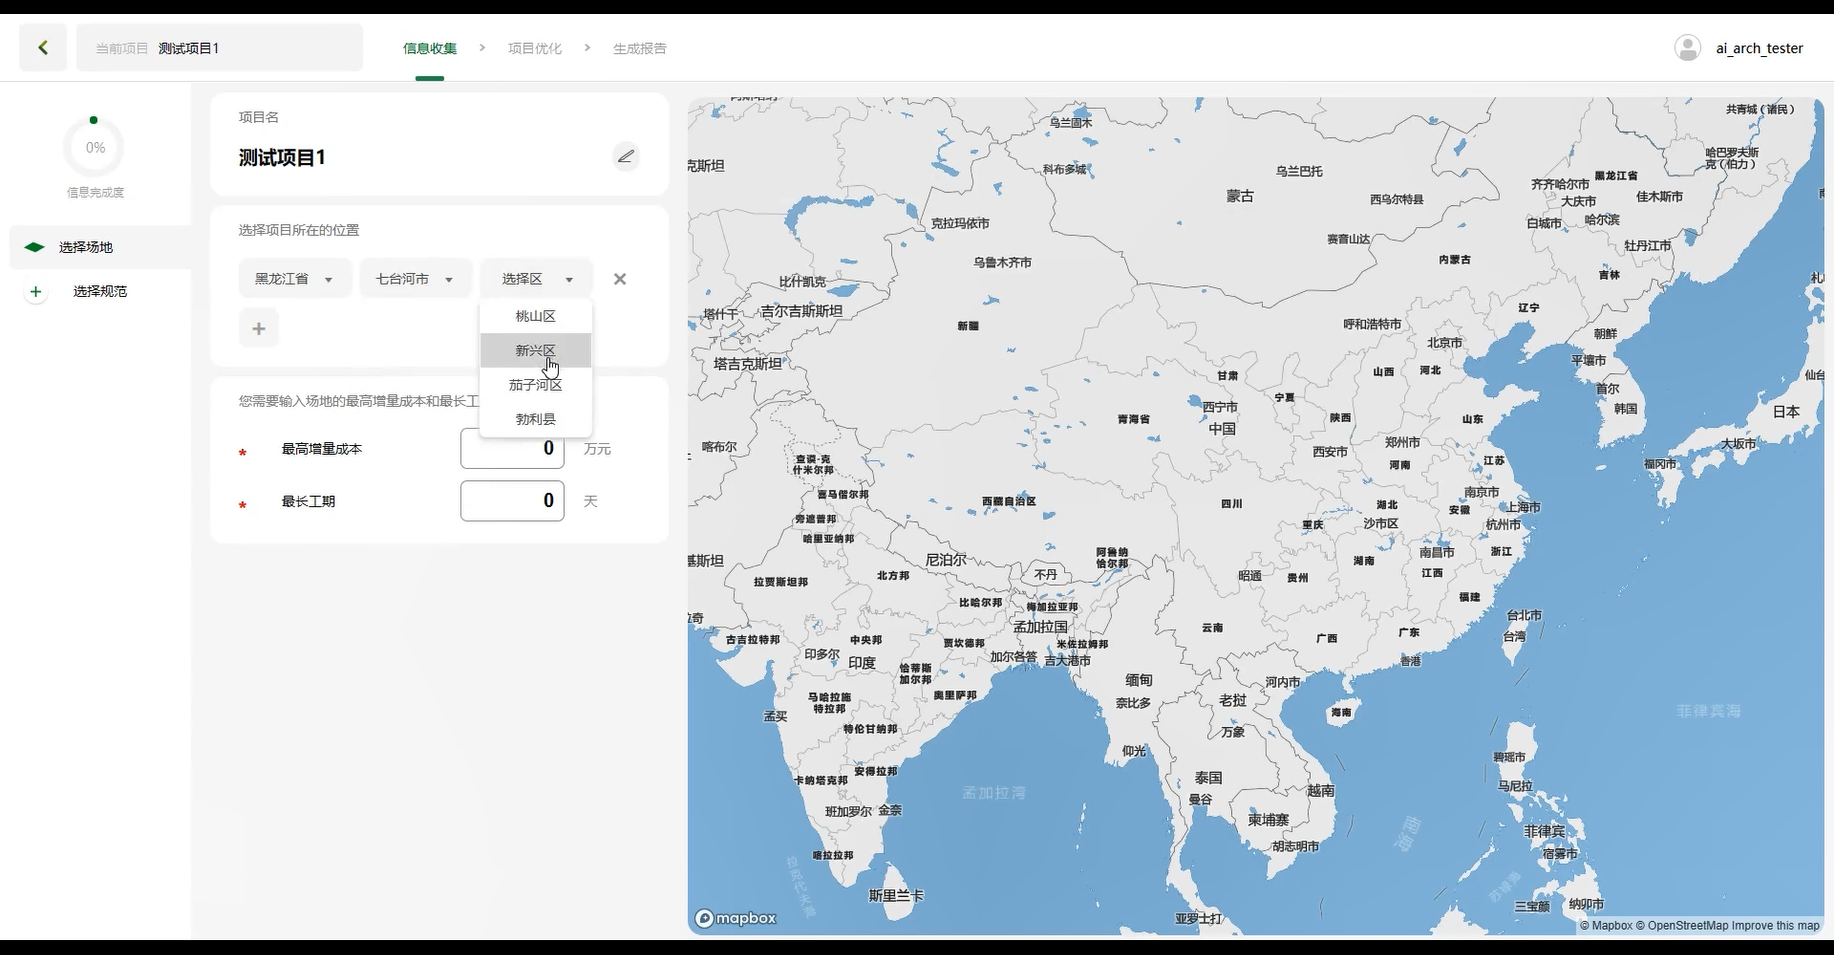 当前项目 测试项目1
信息收集 > 项目优化 > 生成报告
ai_arch_tester
0%
信息完成度
选择场地
选择规范
项目名
测试项目1
选择项目所在的位置
黑龙江省
七台河市
选择区
桃山区
新兴区
茄子河区
勃利县
您需要输入场地的最高增量成本和最长工
* 最高增量成本 0 万元
* 最长工期 0 天
乌兰固木
共青城(诸民)
克斯坦
科布多城
乌兰巴托
哈巴罗夫斯
克(伯力)
蒙古
西乌尔特县
齐齐哈尔市
黑龙江省
大庆市
佳木斯市
克拉玛依市
白城市
哈尔滨
赛音山达
牡丹江市
乌鲁木齐市
内蒙古
吉林
比什凯克
塔什干
吉尔吉斯斯坦
新疆
辽宁
呼和浩特市
朝鲜
北京市
塔吉克斯坦
平壤市
甘肃
山西
河北
首尔
仙台
宁夏
韩国
青海省
西宁市
陕西
山东
日本
中国
喀布尔
西安市
郑州市
大坂市
查谟-克
什米尔邦
河南
江苏
福冈市
喜马偕尔邦
西藏自治区
四川
湖北
南京市
安徽
上海市
旁遮普邦
重庆
沙市区
杭州市
哈里亚纳邦
基斯坦
尼泊尔
阿鲁纳
恰尔邦
湖南
南昌市
浙江
拉贾斯坦邦
北方邦
不丹
昭通
贵州
江西
比哈尔邦
梅加拉亚邦
福建
孟加拉国
云南
台北市
古吉拉特邦
中央邦
贾坎德邦
米佐拉姆邦
广西
广东
台湾
印多尔
印度
恰蒂斯
加尔邦
加尔各答
吉大港市
香港
马哈拉施
特拉邦
奥里萨邦
缅甸
河内市
奈比多
老挝
海南
孟买
菲律宾海
特伦甘纳邦
万象
仰光
碧瑶市
卡纳塔克邦
安得拉邦
泰国
马尼拉
孟加拉湾
曼谷
越南
班加罗尔
金奈
柬埔寨
南海
菲律宾
胡志明市
宿雾市
喀拉拉邦
斯里兰卡
三宝颜
纳卯市
亚罗士打
mapbox
© Mapbox © OpenStreetMap Improve this map